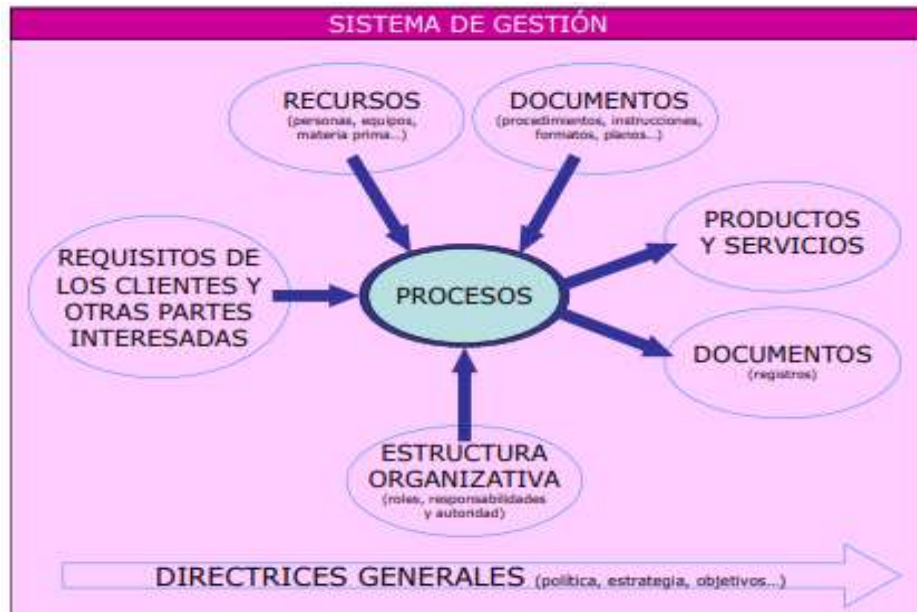 SISTEMA DE GESTIÓN
RECURSOS
(personas, equipos,
materia prima...)
DOCUMENTOS
(procedimientos, instrucciones,
formatos, planos...)
REQUISITOS DE
LOS CLIENTES Y
OTRAS PARTES
INTERESADAS
PROCESOS
PRODUCTOS
Y SERVICIOS
DOCUMENTOS
(registros)
ESTRUCTURA
ORGANIZATIVA
(roles, responsabilidades
y autoridad)
DIRECTRICES GENERALES (política, estrategia, objetivos...)